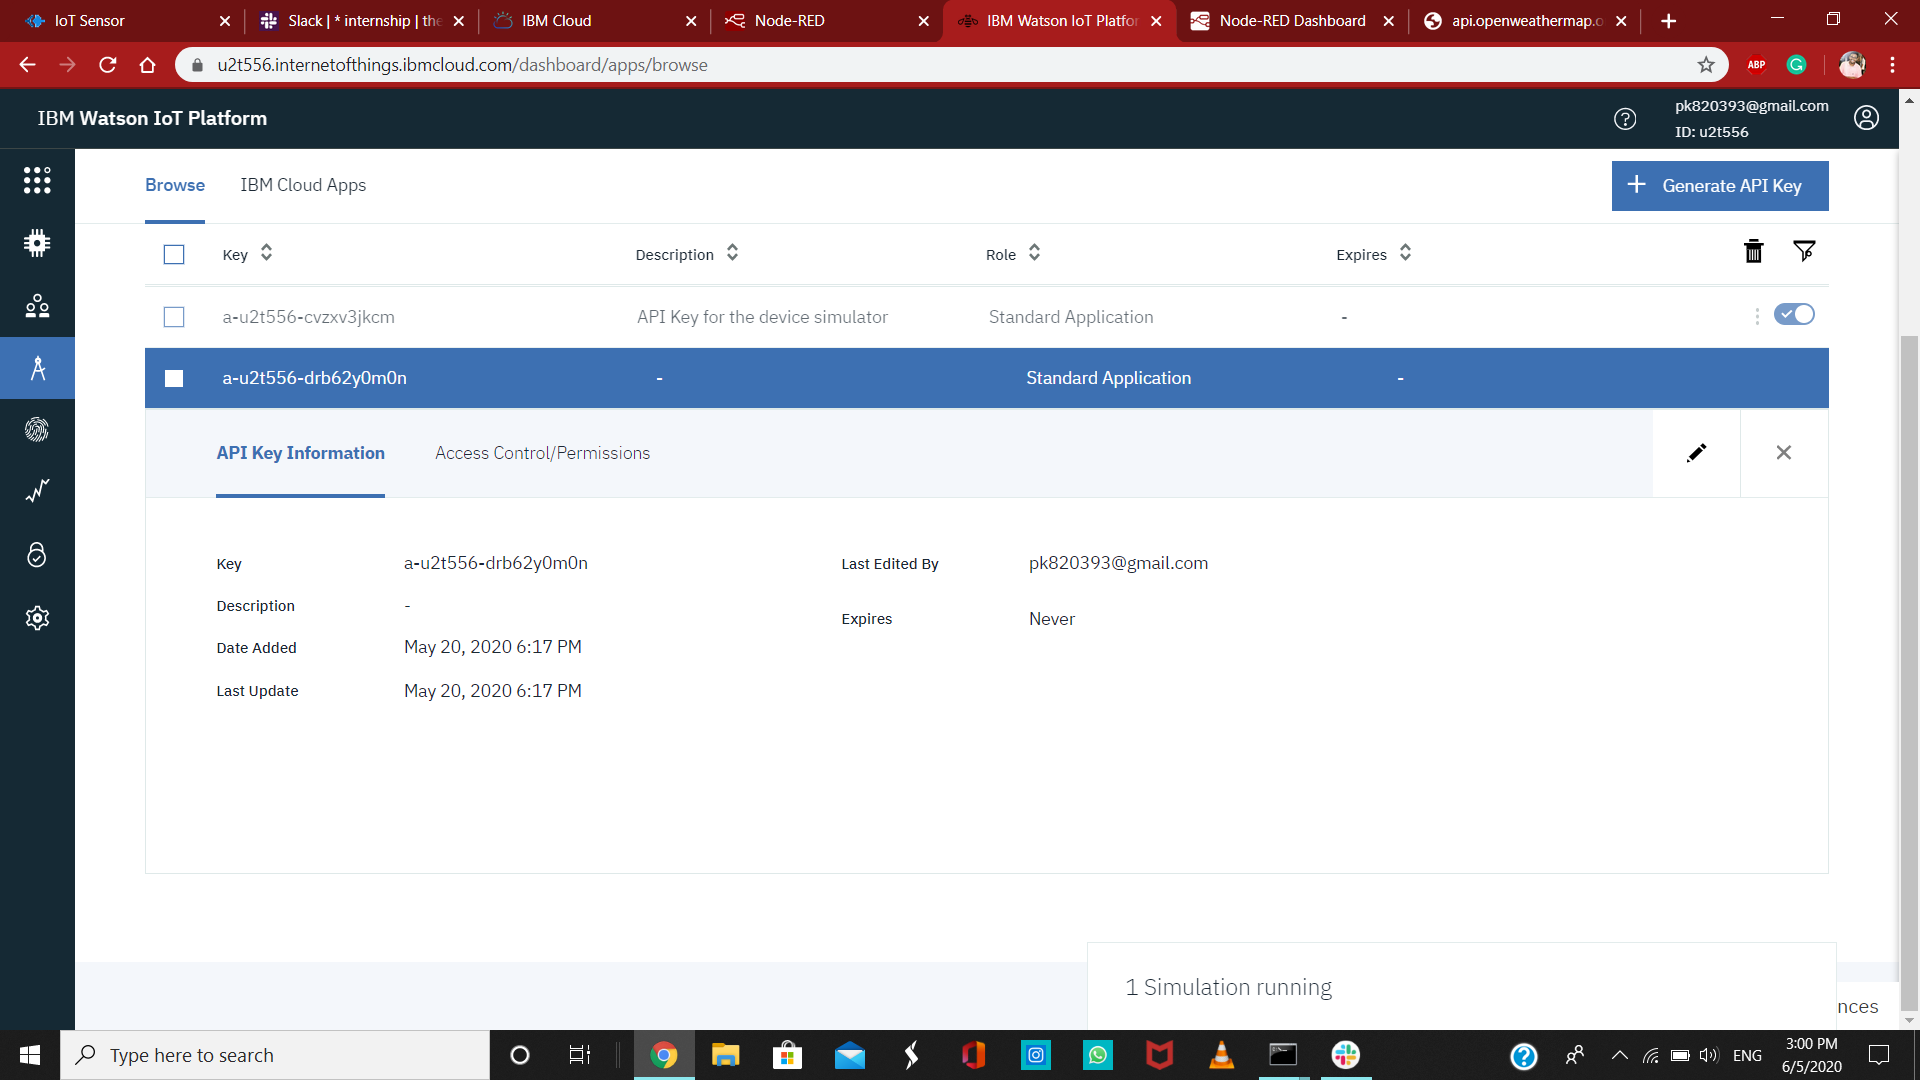 IoT Sensor
Slack | * internship | the
IBM Cloud
Node-RED
IBM Watson IoT Platfor
Node-RED Dashboard
api.openweathermap.o
u2t556.internetofthings.ibmcloud.com/dashboard/apps/browse
ABP
IBM Watson IoT Platform
pk820393@gmail.com
ID: u2t556
Browse
IBM Cloud Apps
Generate API Key
Key
Description
Role
Expires
a-u2t556-cvzxv3jkcm
API Key for the device simulator
Standard Application
-
a-u2t556-drb62y0m0n
-
Standard Application
-
API Key Information
Access Control/Permissions
Key
a-u2t556-drb62y0m0n
Last Edited By
pk820393@gmail.com
Description
-
Expires
Never
Date Added
May 20, 2020 6:17 PM
Last Update
May 20, 2020 6:17 PM
1 Simulation running
nces
Type here to search
ENG
3:00 PM
6/5/2020